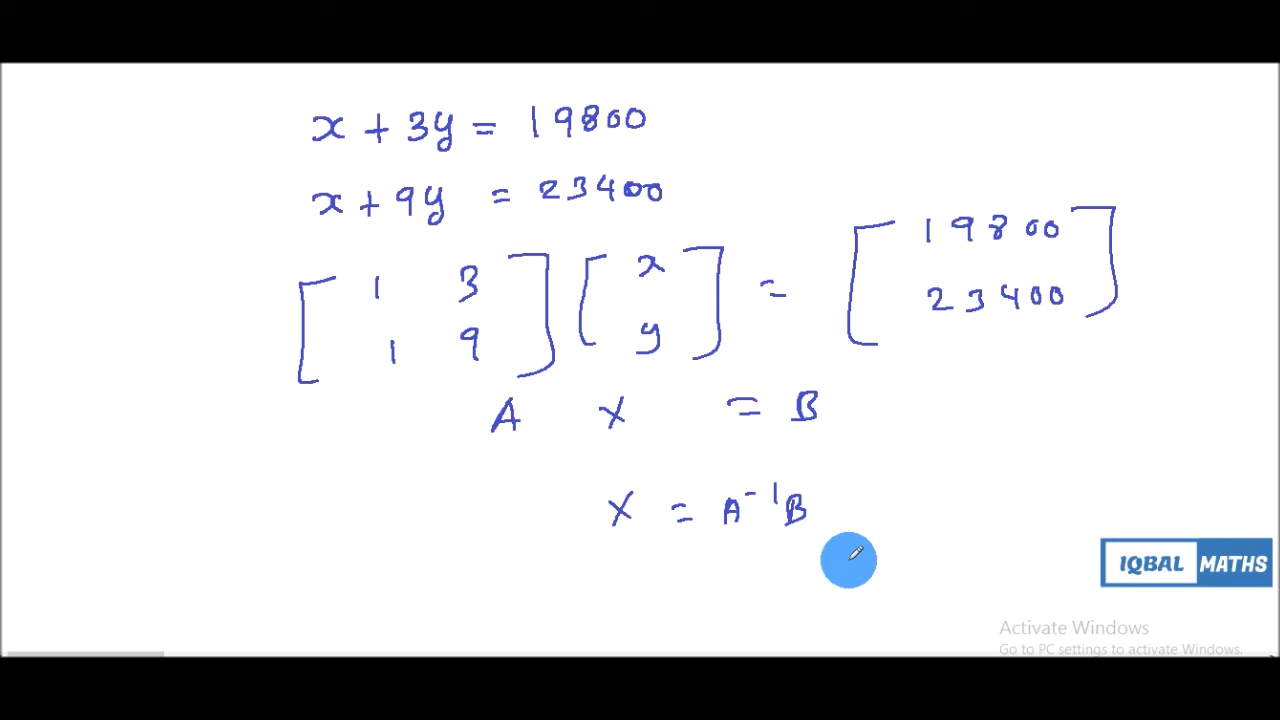 x + 3y = 19800
x + 9y = 23400
[ 1 3 ] [ x ] = [ 19800 ]
[ 1 9 ] [ y ] [ 23400 ]
A X = B
X = A⁻¹B
IQBAL MATHS
Activate Windows
Go to PC settings to activate Windows.